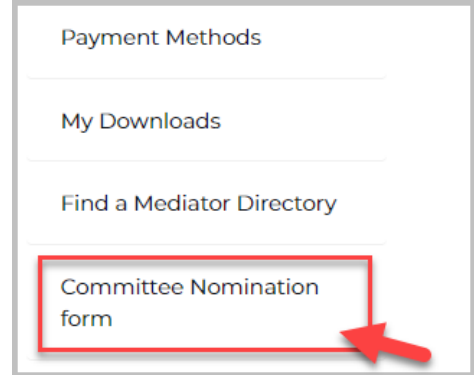 Payment Methods
My Downloads
Find a Mediator Directory
Committee Nomination
form